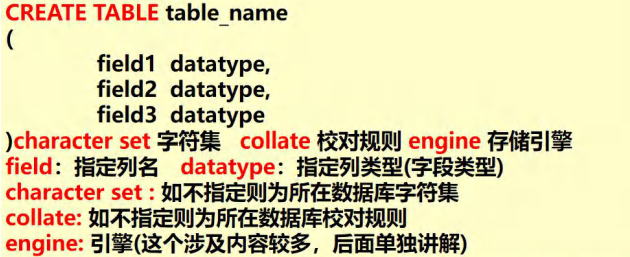 CREATE TABLE table_name
(
field1 datatype,
field2 datatype,
field3 datatype
)character set 字符集 collate 校对规则 engine 存储引擎
field：指定列名 datatype：指定列类型(字段类型)
character set : 如不指定则为所在数据库字符集
collate: 如不指定则为所在数据库校对规则
engine: 引擎(这个涉及内容较多，后面单独讲解)